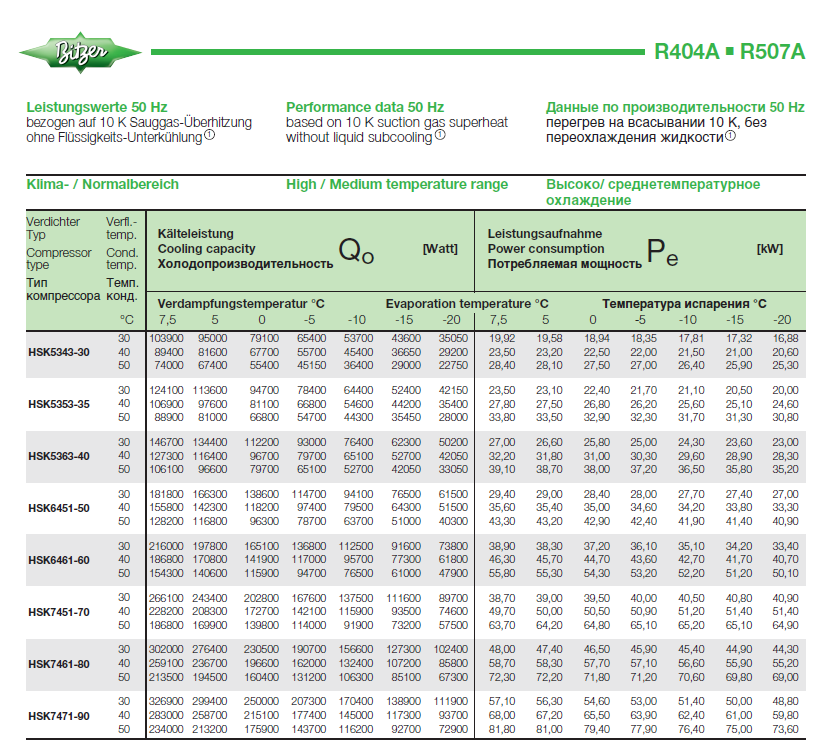 Bitzer
R404A ▪ R507A
Leistungswerte 50 Hz
bezogen auf 10 K Sauggas-Überhitzung
ohne Flüssigkeits-Unterkühlung ①
Performance data 50 Hz
based on 10 K suction gas superheat
without liquid subcooling ①
Данные по производительности 50 Hz
перегрев на всасывании 10 K, без
переохлаждения жидкости ①
Klima- / Normalbereich
High / Medium temperature range
Высоко/ среднетемпературное
охлаждение
Verdichter Typ
Compressor type
Тип компрессора
Verfl.-temp.
Cond. temp.
Темп. конд.
°C
Kälteleistung
Cooling capacity
Холодопроизводительность
Qo
[Watt]
Leistungsaufnahme
Power consumption
Потребляемая мощность
Pe
[kW]
Verdampfungstemperatur °C Evaporation temperature °C Температура испарения °C
7,5 5 0 -5 -10 -15 -20 7,5 5 0 -5 -10 -15 -20
HSK5343-30
30 103900 95000 79100 65400 53700 43600 35050 19,92 19,58 18,94 18,35 17,81 17,32 16,88
40 89400 81600 67700 55700 45400 36650 29200 23,50 23,20 22,50 22,00 21,50 21,00 20,60
50 74000 67400 55400 45150 36400 29000 22750 28,40 28,10 27,50 27,00 26,40 25,90 25,30
HSK5353-35
30 124100 113600 94700 78400 64400 52400 42150 23,50 23,10 22,40 21,70 21,10 20,50 20,00
40 106900 97600 81100 66800 54600 44200 35400 27,80 27,50 26,80 26,20 25,60 25,10 24,60
50 88900 81000 66800 54700 44300 35450 28000 33,80 33,50 32,90 32,30 31,70 31,30 30,80
HSK5363-40
30 146700 134400 112200 93000 76400 62300 50200 27,00 26,60 25,80 25,00 24,30 23,60 23,00
40 127300 116400 96700 79700 65100 52700 42050 32,20 31,80 31,00 30,30 29,60 28,90 28,30
50 106100 96600 79700 65100 52700 42050 33050 39,10 38,70 38,00 37,20 36,50 35,80 35,20
HSK6451-50
30 181800 166300 138600 114700 94100 76500 61500 29,40 29,00 28,40 28,00 27,70 27,40 27,00
40 155800 142300 118200 97400 79500 64300 51500 35,60 35,40 35,00 34,60 34,20 33,80 33,30
50 128200 116800 96300 78700 63700 51000 40300 43,30 43,20 42,90 42,40 41,90 41,40 40,90
HSK6461-60
30 216000 197800 165100 136800 112500 91600 73800 38,90 38,30 37,20 36,10 35,10 34,20 33,40
40 186800 170800 141900 117000 95700 77300 61800 46,30 45,70 44,70 43,60 42,70 41,70 40,70
50 154300 140600 115900 94700 76500 61000 47900 55,80 55,30 54,30 53,20 52,20 51,20 50,10
HSK7451-70
30 266100 243400 202800 167600 137500 111600 89700 38,70 39,00 39,50 40,00 40,50 40,80 40,90
40 228200 208300 172700 142100 115900 93500 74600 49,70 50,00 50,50 50,90 51,20 51,40 51,40
50 186800 169900 139800 114000 91900 73200 57500 63,70 64,20 64,80 65,10 65,20 65,10 64,90
HSK7461-80
30 302000 276400 230500 190700 156600 127300 102400 48,00 47,40 46,50 45,90 45,40 44,90 44,30
40 259100 236700 196600 162000 132400 107200 85800 58,70 58,30 57,70 57,10 56,60 55,90 55,20
50 213500 194500 160400 131200 106300 85100 67300 72,30 72,20 71,80 71,20 70,60 69,80 69,00
HSK7471-90
30 326900 299400 250000 207300 170400 138900 111900 57,10 56,30 54,60 53,00 51,40 50,00 48,80
40 283000 258700 215100 177400 145000 117300 93700 68,00 67,20 65,50 63,90 62,40 61,00 59,80
50 234000 213200 175900 143700 116200 92700 72900 81,80 81,00 79,40 77,90 76,40 75,00 73,60